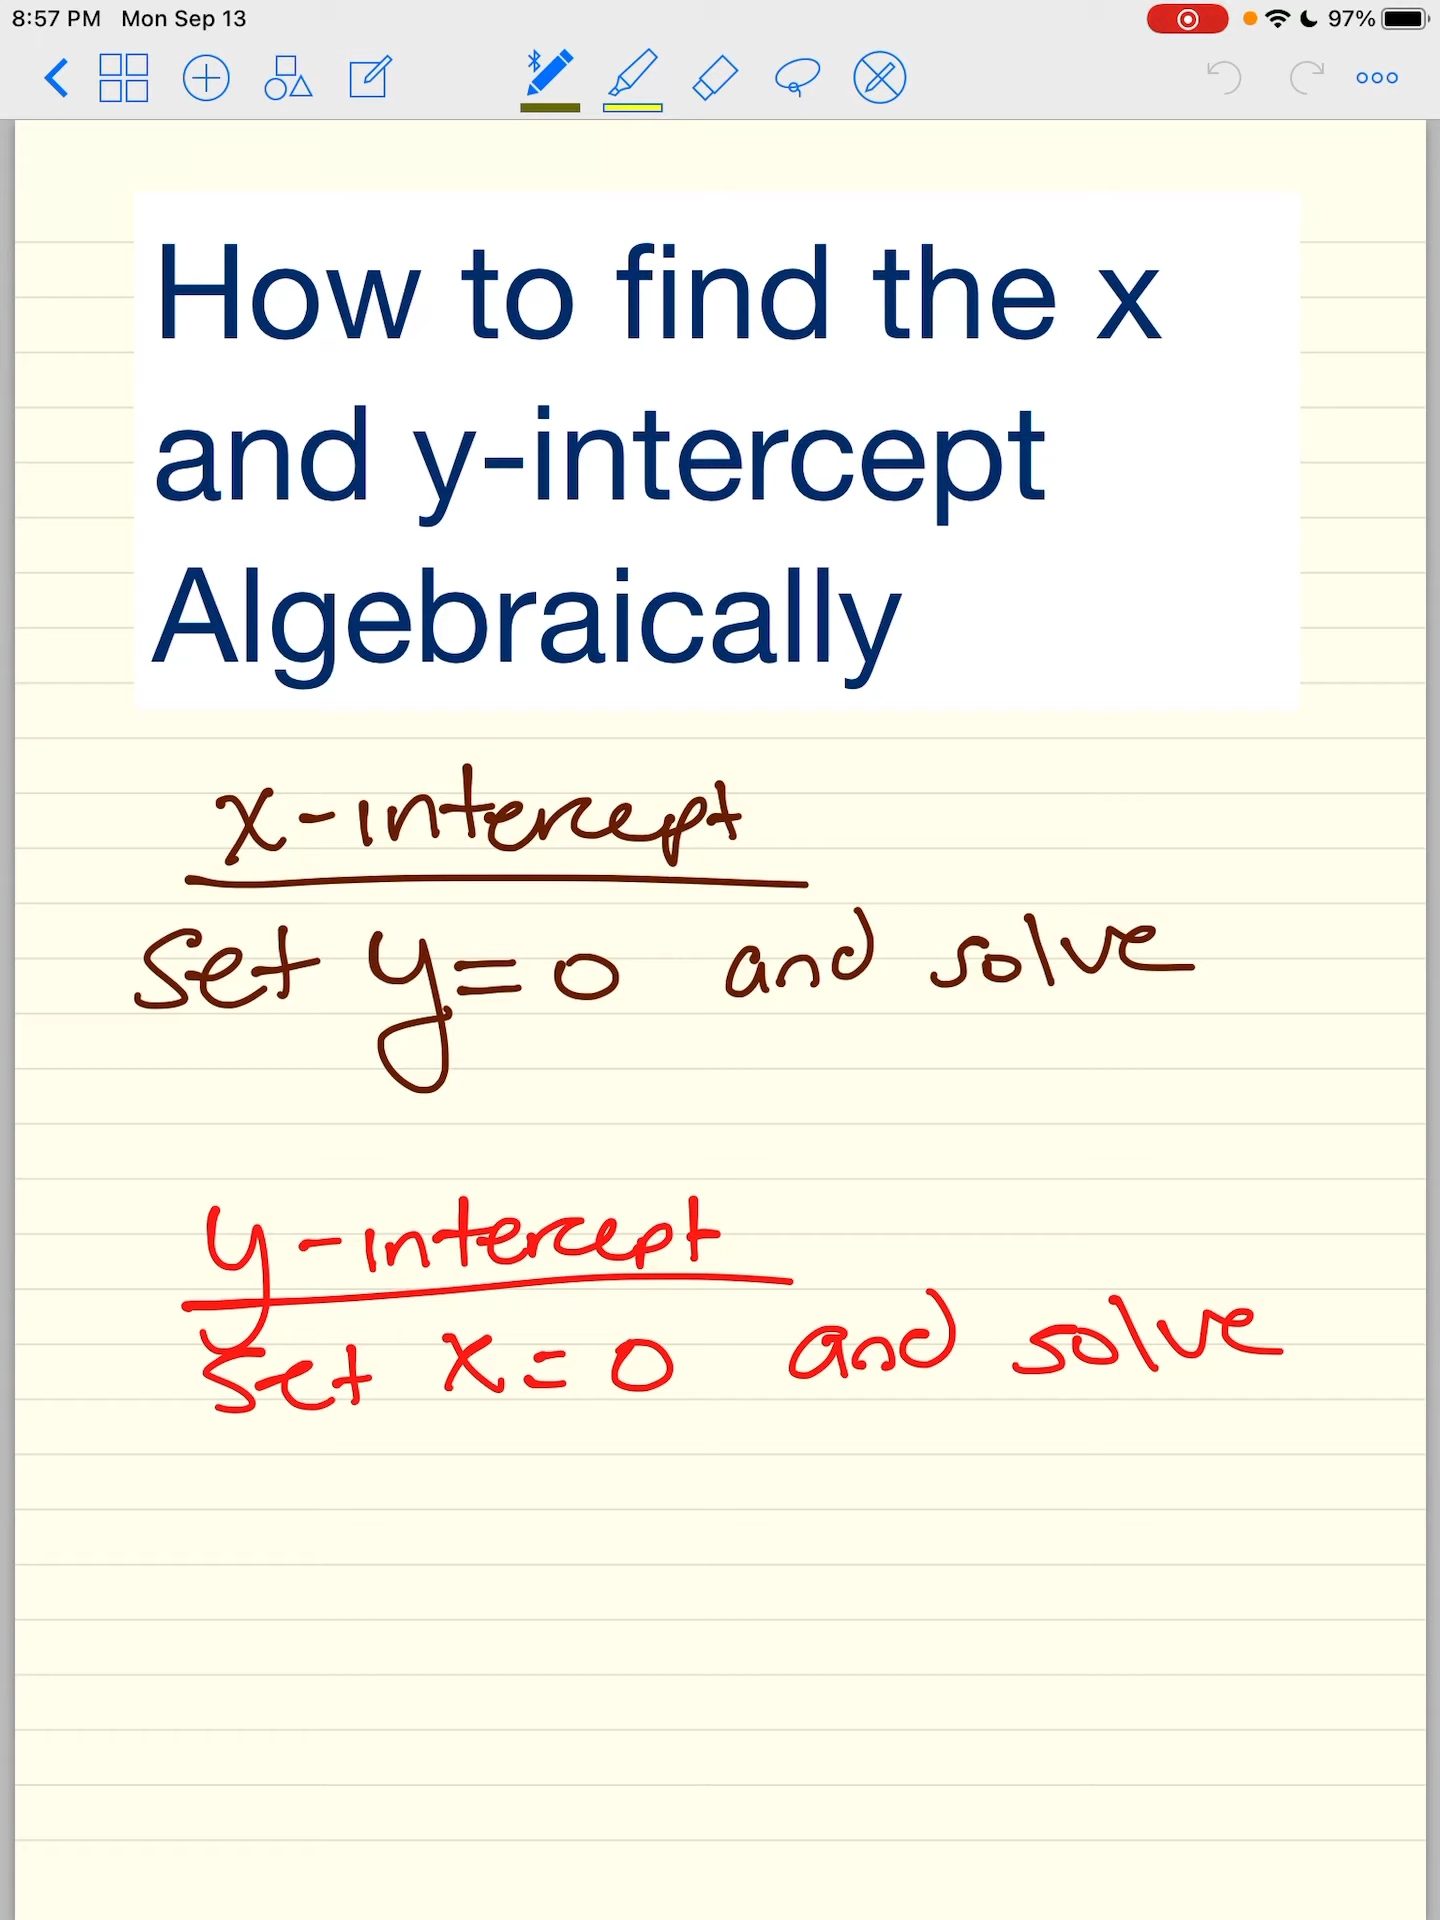 8:57 PM Mon Sep 13 97%
How to find the x
and y-intercept
Algebraically
x-intercept
set y=0 and solve
y-intercept
set x=0 and solve